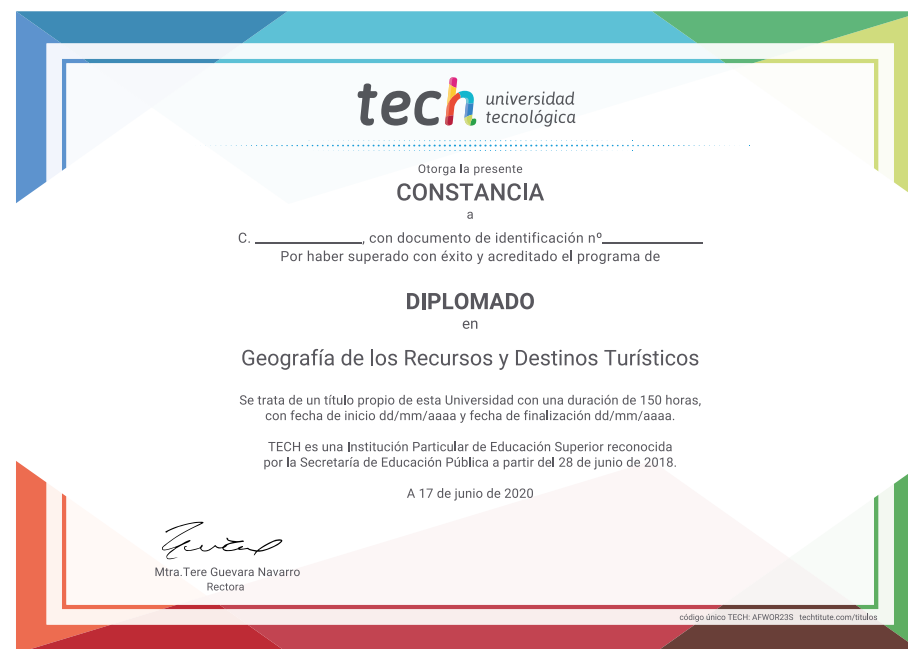 tech universidad
tecnológica
Otorga la presente
CONSTANCIA
a
C. ____________, con documento de identificación nº____________
Por haber superado con éxito y acreditado el programa de
DIPLOMADO
en
Geografía de los Recursos y Destinos Turísticos
Se trata de un título propio de esta Universidad con una duración de 150 horas,
con fecha de inicio dd/mm/aaaa y fecha de finalización dd/mm/aaaa.
TECH es una Institución Particular de Educación Superior reconocida
por la Secretaría de Educación Pública a partir del 28 de junio de 2018.
A 17 de junio de 2020
Mtra.Tere Guevara Navarro
Rectora
código único TECH: AFWOR23S techtitute.com/titulos